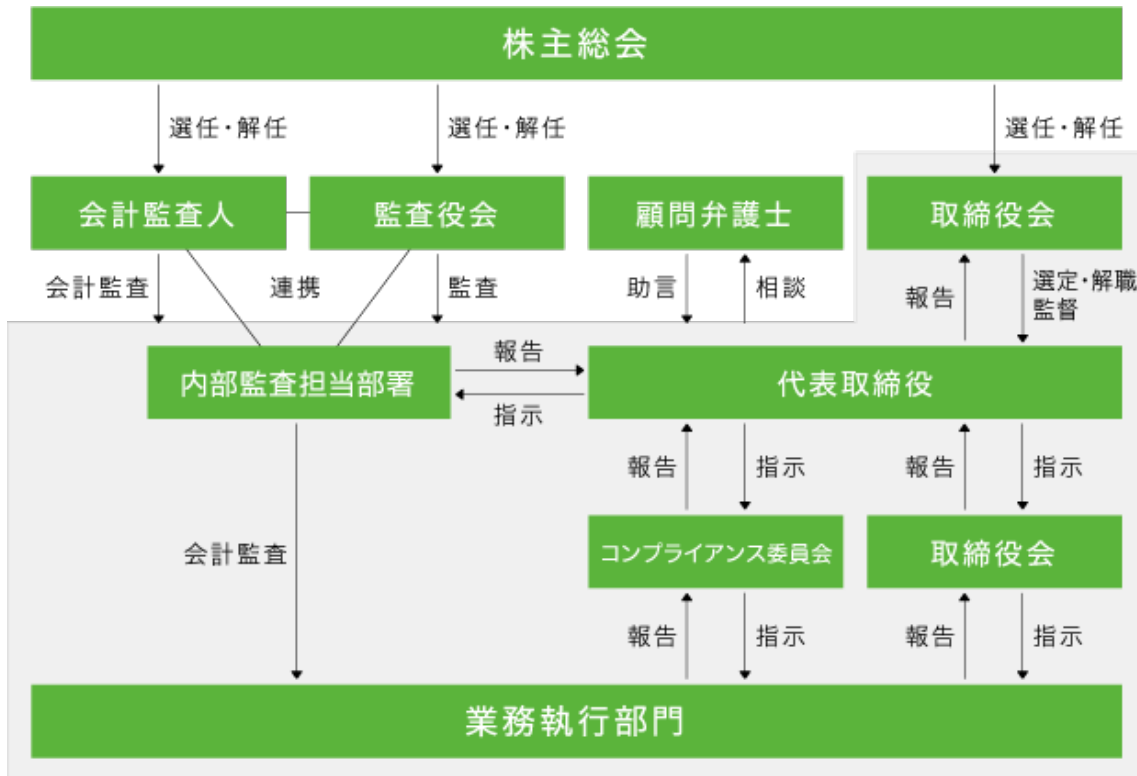 株主総会
選任・解任
選任・解任
選任・解任
会計監査人
監査役会
顧問弁護士
取締役会
会計監査
連携
監査
助言
相談
報告
選定・解職
監督
内部監査担当部署
報告
指示
代表取締役
報告
指示
報告
指示
会計監査
コンプライアンス委員会
取締役会
報告
指示
報告
指示
業務執行部門